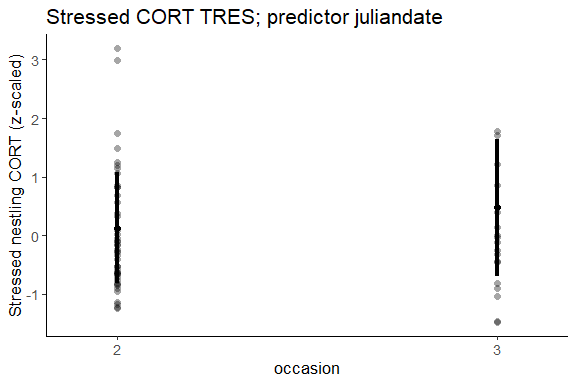 Stressed CORT TRES; predictor juliandate
Stressed nestling CORT (z-scaled)
3
2
1
0
-1
2
3
occasion